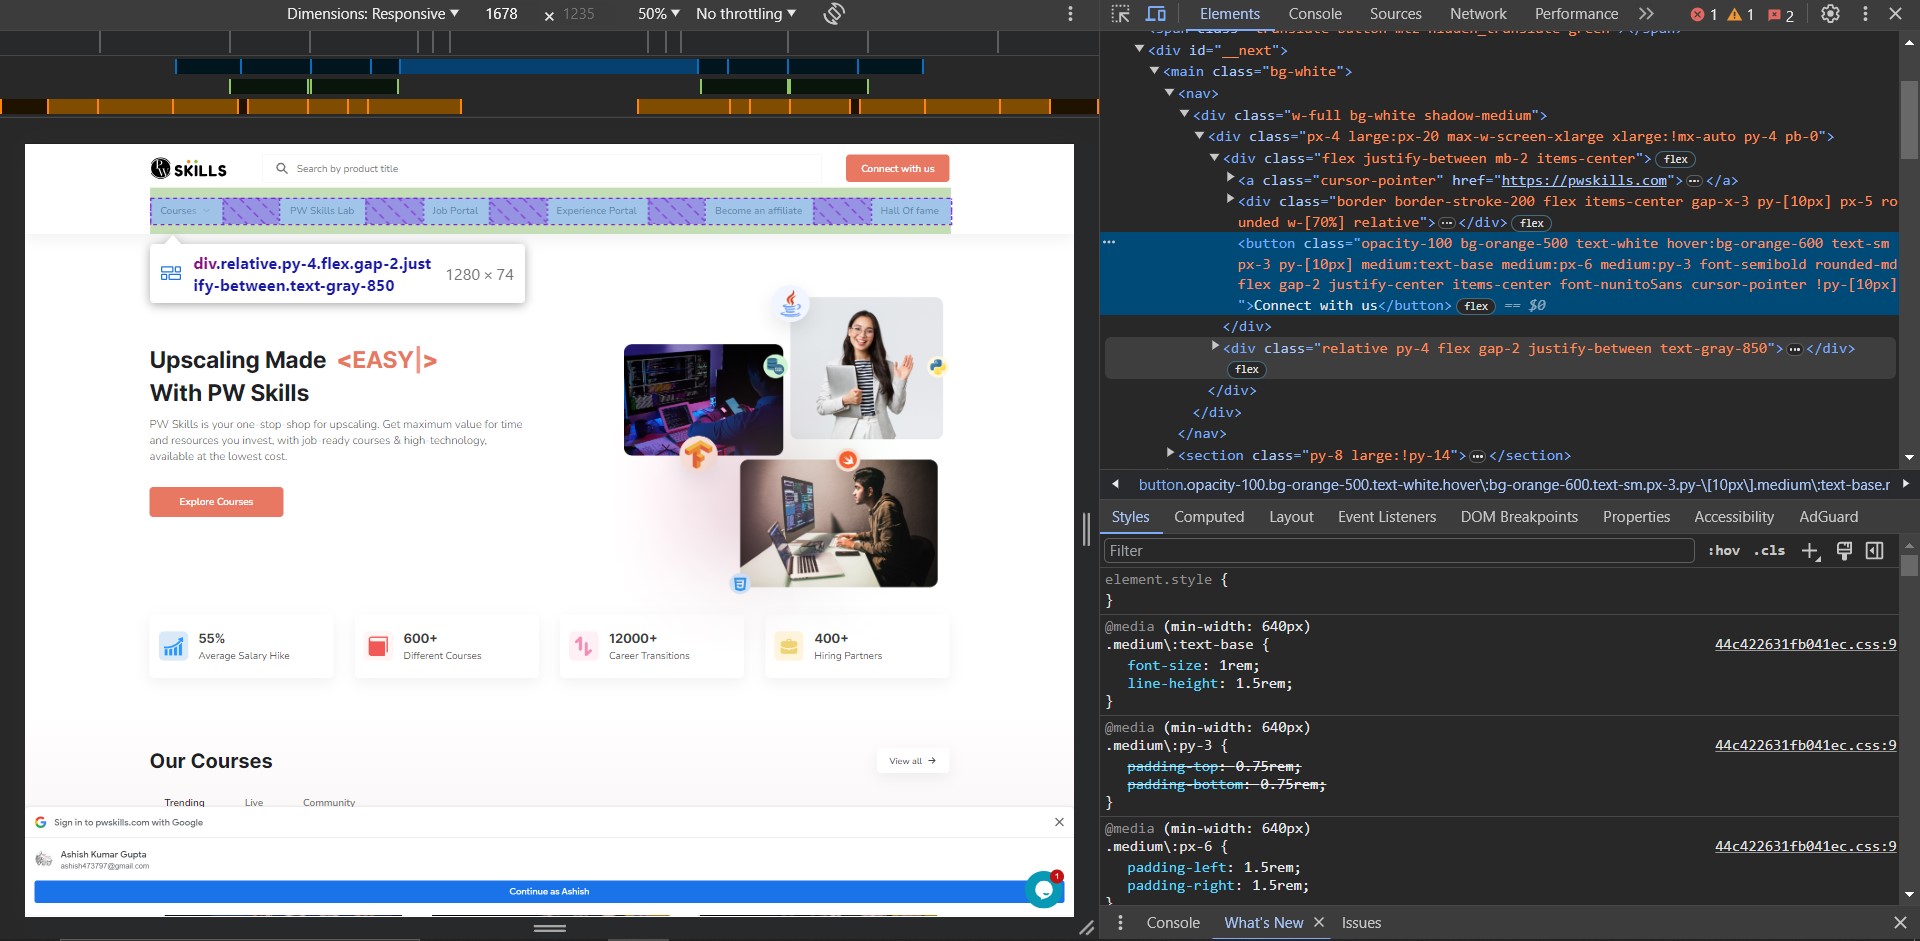 Dimensions: Responsive ▼ 1678 × 1235 50% ▼ No throttling ▼
SKILLS
Search by product title
Connect with us
Courses
PW Skills Lab
Job Portal
Experience Portal
Become an affiliate
Hall Of fame
div.relative.py-4.flex.gap-2.just
ify-between.text-gray-850
1280 × 74
Upscaling Made <EASY|>
With PW Skills
PW Skills is your one-stop-shop for upscaling. Get maximum value for time
and resources you invest, with job-ready courses & high-technology,
available at the lowest cost.
Explore Courses
55%
Average Salary Hike
600+
Different Courses
12000+
Career Transitions
400+
Hiring Partners
Our Courses
View all →
Trending
Live
Community
Sign in to pwskills.com with Google
Ashish Kumar Gupta
ashish473797@gmail.com
Continue as Ashish
1
Elements Console Sources Network Performance 1 1 2
<span class="translate-button-mtz hidden_translate green"></span>
<div id="__next">
<main class="bg-white">
<nav>
<div class="w-full bg-white shadow-medium">
<div class="px-4 large:px-20 max-w-screen-xlarge xlarge:!mx-auto py-4 pb-0">
<div class="flex justify-between mb-2 items-center"> flex
<a class="cursor-pointer" href="https://pwskills.com">…</a>
<div class="border border-stroke-200 flex items-center gap-x-3 py-[10px] px-5 ro
unded w-[70%] relative">…</div> flex
<button class="opacity-100 bg-orange-500 text-white hover:bg-orange-600 text-sm
px-3 py-[10px] medium:text-base medium:px-6 medium:py-3 font-semibold rounded-md
flex gap-2 justify-center items-center font-nunitoSans cursor-pointer !py-[10px]
">Connect with us</button> flex == $0
</div>
<div class="relative py-4 flex gap-2 justify-between text-gray-850">…</div>
flex
</div>
</div>
</nav>
<section class="py-8 large:!py-14">…</section>
button.opacity-100.bg-orange-500.text-white.hover\:bg-orange-600.text-sm.px-3.py-\[10px\].medium\:text-base.r
Styles Computed Layout Event Listeners DOM Breakpoints Properties Accessibility AdGuard
Filter
:hov .cls
element.style {
}
@media (min-width: 640px)
.medium\:text-base {
44c422631fb041ec.css:9
font-size: 1rem;
line-height: 1.5rem;
}
@media (min-width: 640px)
.medium\:py-3 {
44c422631fb041ec.css:9
padding-top: 0.75rem;
padding-bottom: 0.75rem;
}
@media (min-width: 640px)
.medium\:px-6 {
44c422631fb041ec.css:9
padding-left: 1.5rem;
padding-right: 1.5rem;
}
Console What's New Issues